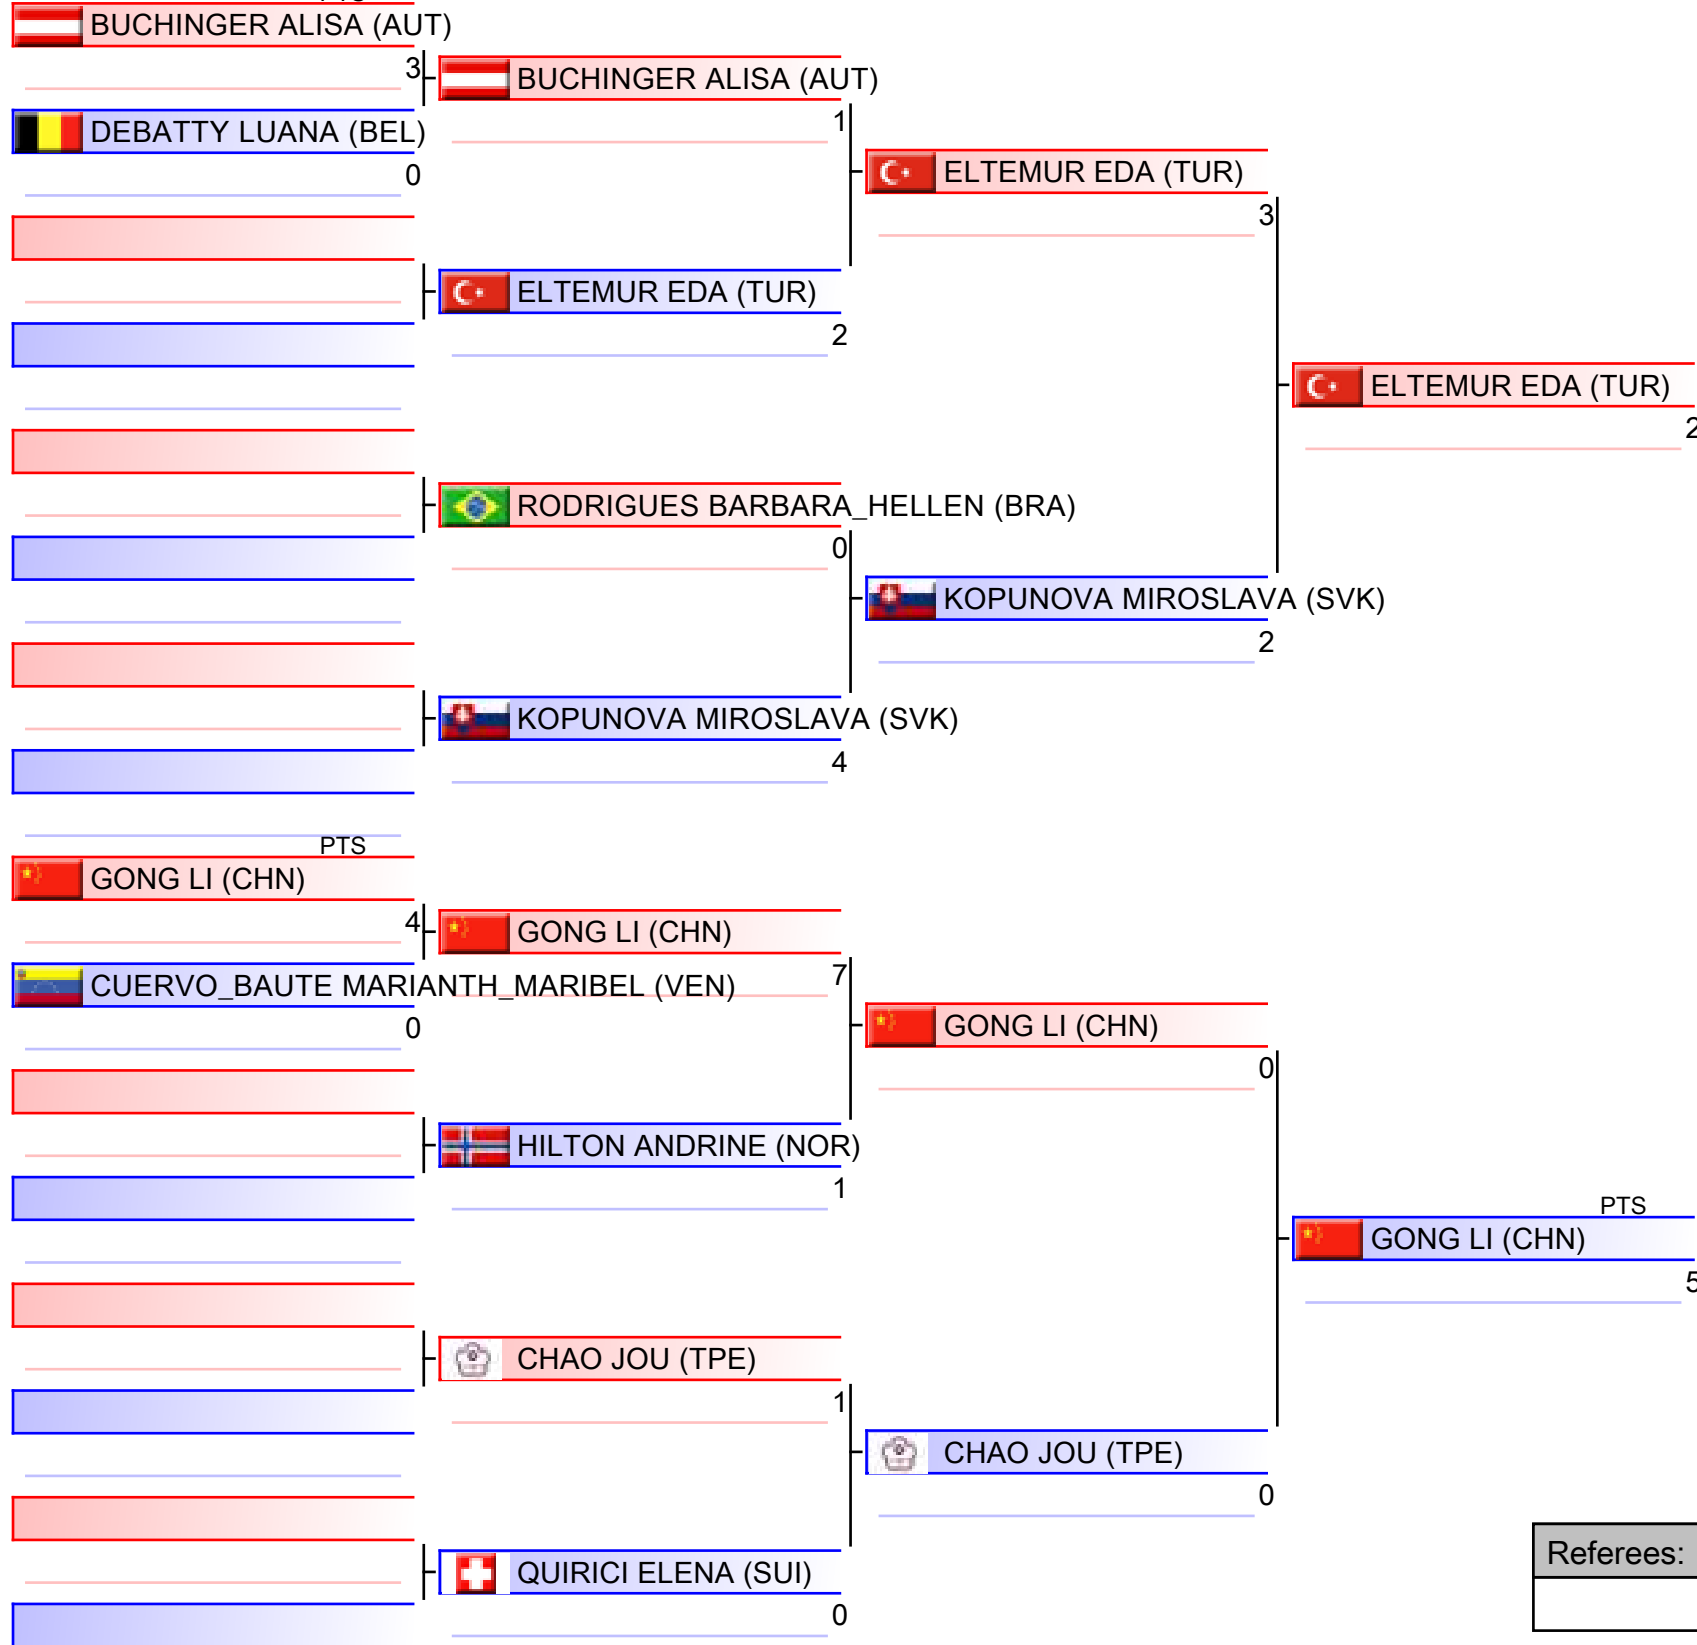 BUCHINGER ALISA (AUT)
3
BUCHINGER ALISA (AUT)
1
DEBATTY LUANA (BEL)
0
ELTEMUR EDA (TUR)
3
ELTEMUR EDA (TUR)
2
ELTEMUR EDA (TUR)
2
RODRIGUES BARBARA_HELLEN (BRA)
0
KOPUNOVA MIROSLAVA (SVK)
2
KOPUNOVA MIROSLAVA (SVK)
4
PTS
GONG LI (CHN)
4
GONG LI (CHN)
7
CUERVO_BAUTE MARIANTH_MARIBEL (VEN)
0
GONG LI (CHN)
0
HILTON ANDRINE (NOR)
1
PTS
GONG LI (CHN)
5
CHAO JOU (TPE)
1
CHAO JOU (TPE)
0
QUIRICI ELENA (SUI)
0
Referees: